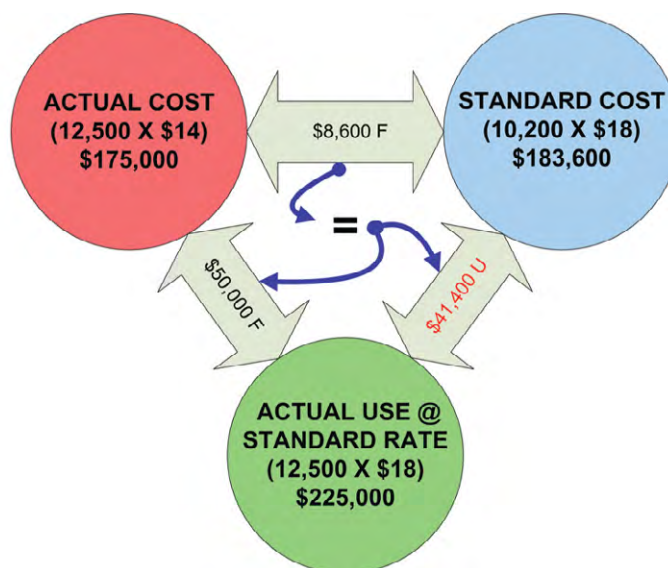 ACTUAL COST
(12,500 X $14)
$175,000
$8,600 F
STANDARD COST
(10,200 X $18)
$183,600
=
$50,000 F
$41,400 U
ACTUAL USE @
STANDARD RATE
(12,500 X $18)
$225,000